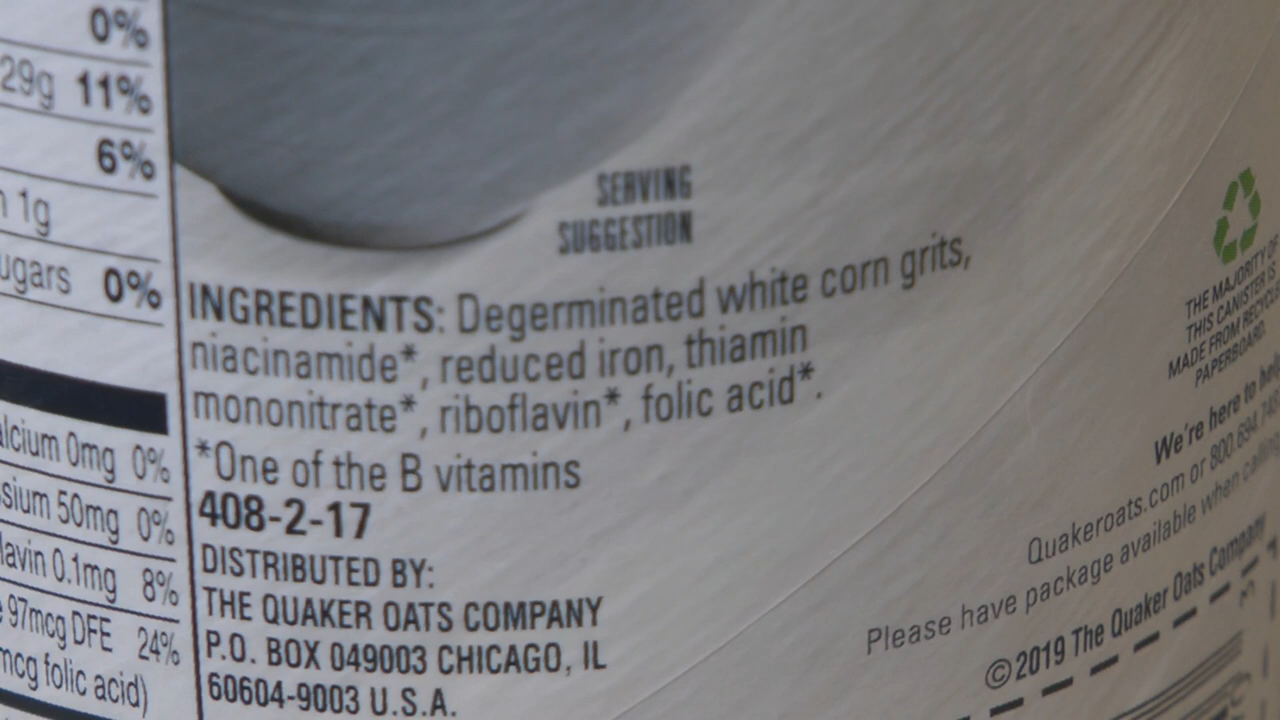 0%
29g 11%
6%
1g
ugars 0%
alcium 0mg 0%
sium 50mg 0%
lavin 0.1mg 8%
97mcg DFE 24%
mcg folic acid)
SERVING
SUGGESTION
INGREDIENTS: Degerminated white corn grits,
niacinamide*, reduced iron, thiamin
mononitrate*, riboflavin*, folic acid*.
*One of the B vitamins
408-2-17
DISTRIBUTED BY:
THE QUAKER OATS COMPANY
P.O. BOX 049003 CHICAGO, IL
60604-9003 U.S.A.
THE MAJORITY OF
THIS CANISTER IS
MADE FROM RECYCL
PAPERBOARD.
We're here to help
Quakeroats.com or 800.694.74
Please have package available when calling
©2019 The Quaker Oats Company